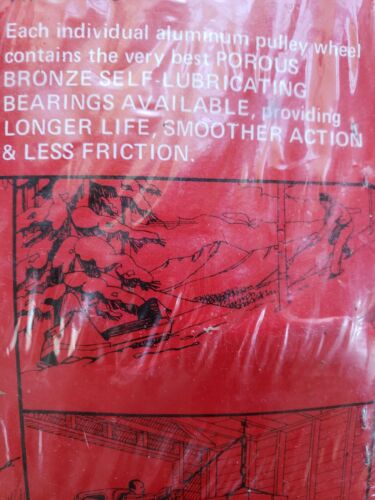 Each individual aluminum pulley wheel
contains the very best POROUS
BRONZE SELF-LUBRICATING
BEARINGS AVAILABLE, providing
LONGER LIFE, SMOOTHER ACTION
& LESS FRICTION.